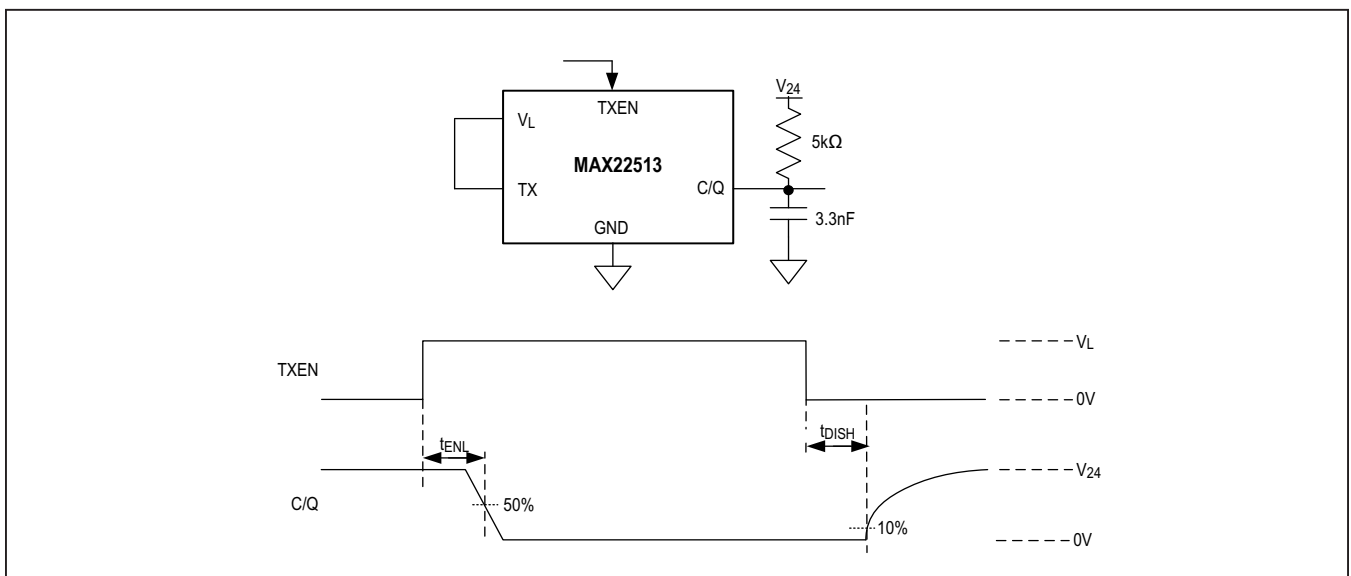 TXEN
VL
MAX22513
TX
C/Q
GND
V24
5kΩ
3.3nF
TXEN
VL
0V
tENL
tDISH
C/Q
50%
10%
V24
0V